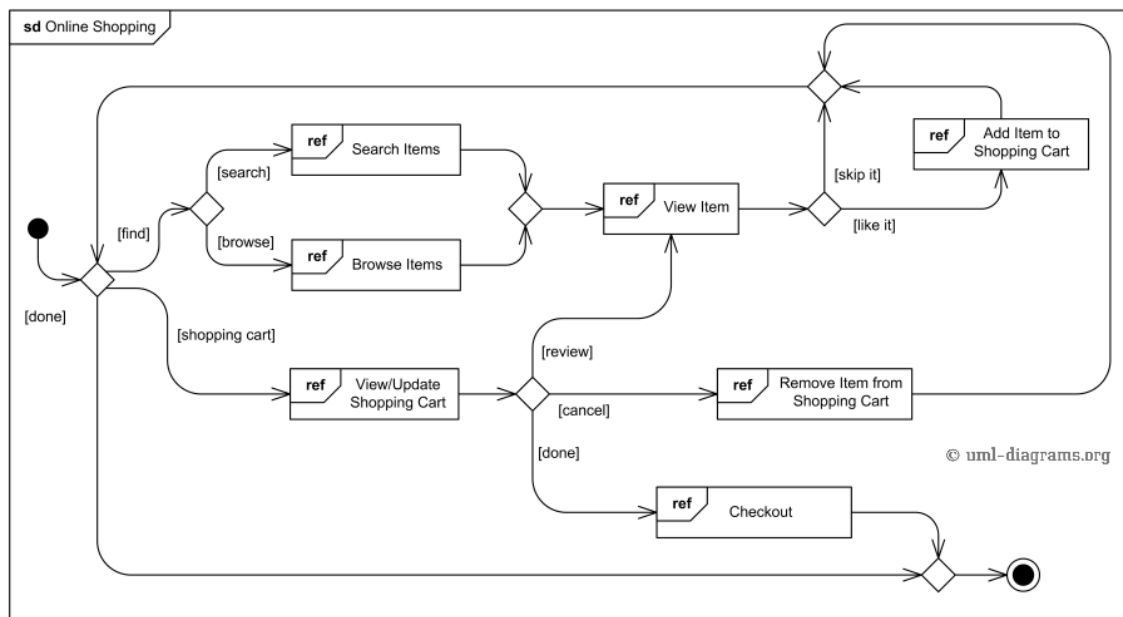 sd Online Shopping
ref
Search Items
[search]
ref
Add Item to
Shopping Cart
[skip it]
ref
View Item
[like it]
[find]
[browse]
ref
Browse Items
[done]
[shopping cart]
[review]
ref
View/Update
Shopping Cart
ref
Remove Item from
Shopping Cart
[cancel]
[done]
© uml-diagrams.org
ref
Checkout